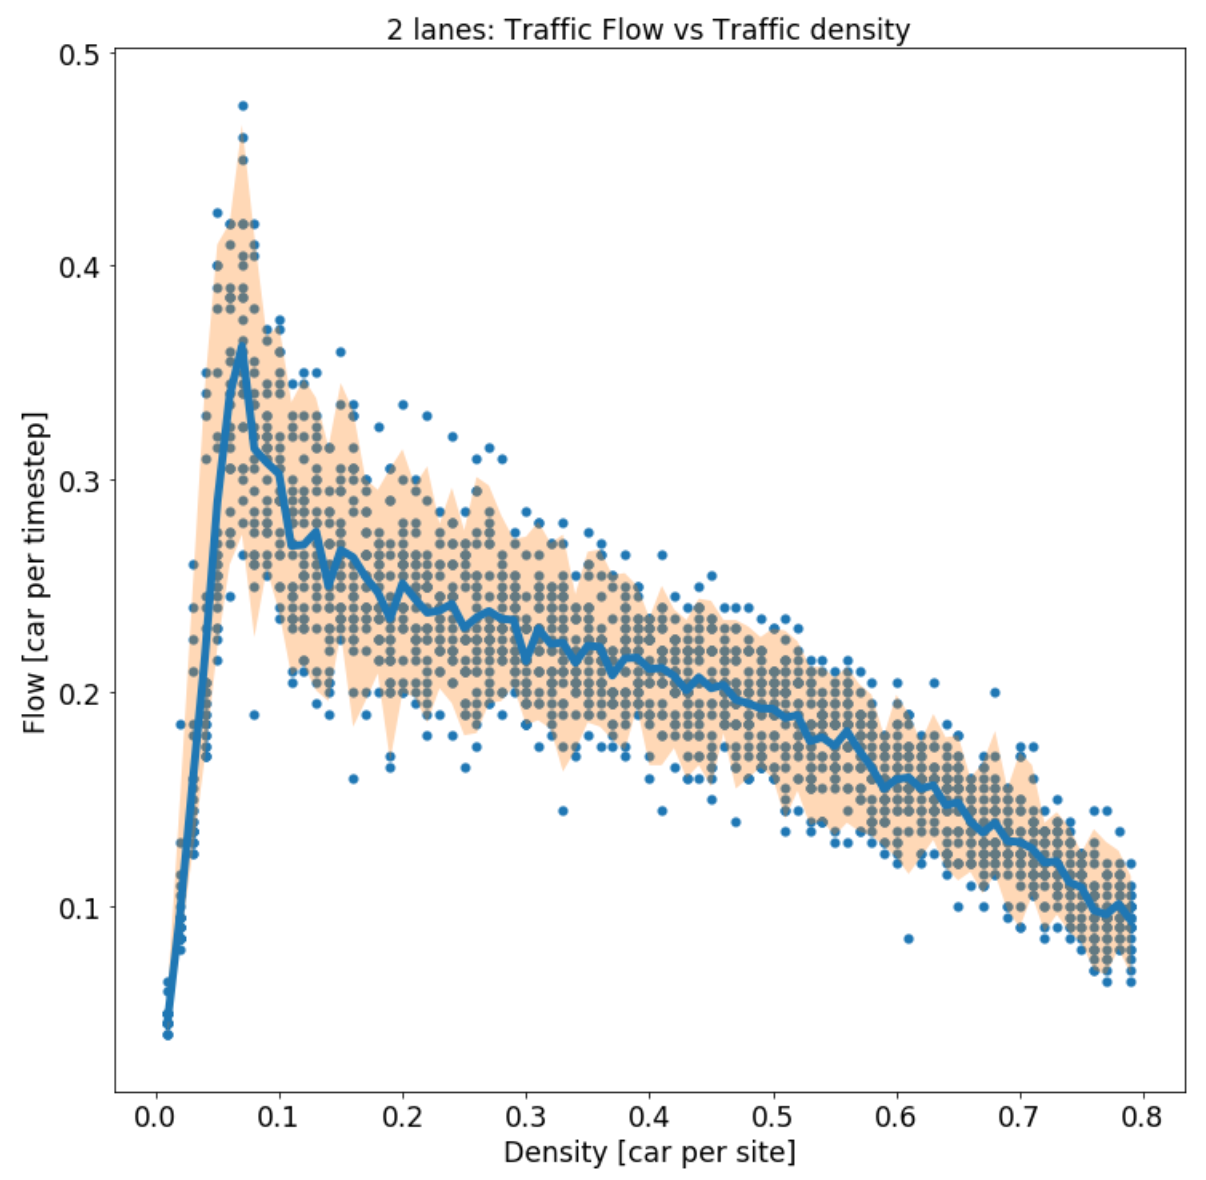 2 lanes: Traffic Flow vs Traffic density
0.5
0.4
0.3
0.2
0.1
Flow [car per timestep]
0.0 0.1 0.2 0.3 0.4 0.5 0.6 0.7 0.8
Density [car per site]